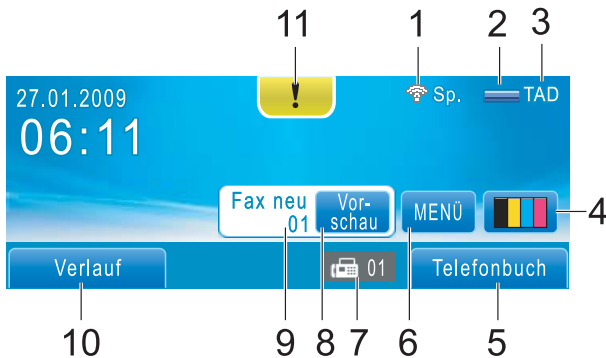 11 1 2 3
27.01.2009 ! Sp. TAD
06:11
Fax neu Vor- MENÜ 4
01 schau
Verlauf 01 Telefonbuch
10 9 8 7 6 5